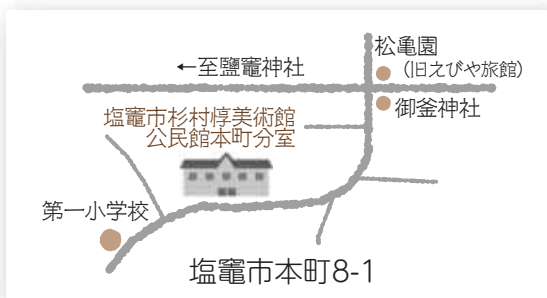 松亀園
(旧えびや旅館)
←至鹽竈神社
御釜神社
塩竈市杉村惇美術館
公民館本町分室
第一小学校
塩竈市本町8-1